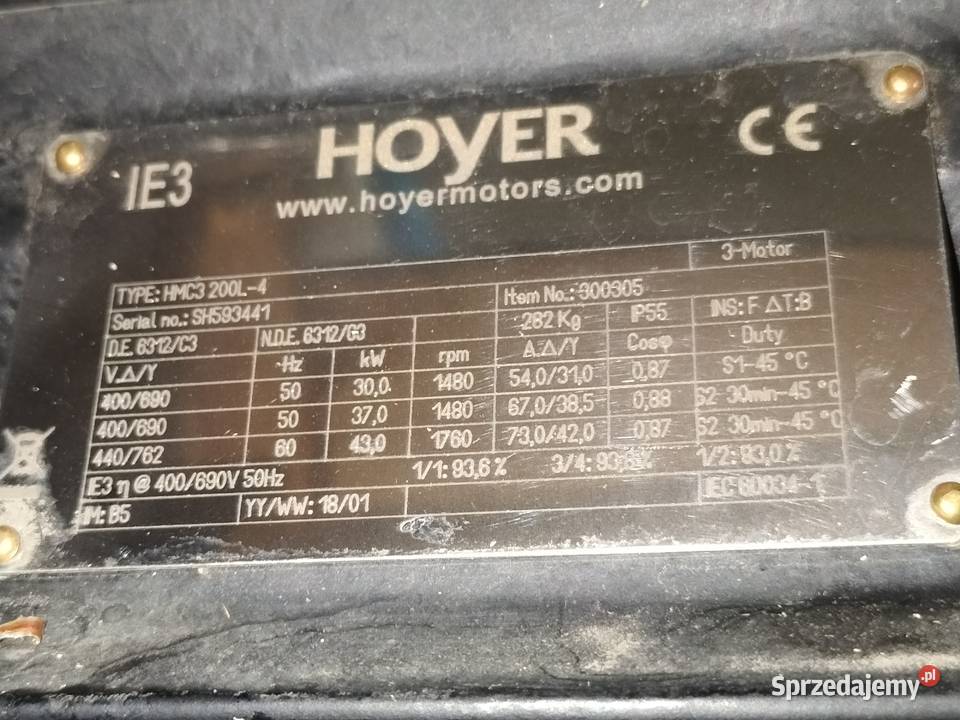 HOYER
CE
IE3
www.hoyermotors.com
3-Motor
TYPE: HMC3 200L-4
Item No.: 300305
Serial no.: SH593441
282 Kg IP55 INS: F ΔT:B
D.E. 6312/C3 N.D.E. 6312/C3
V.Δ/Y Hz kW rpm A.Δ/Y Cosφ Duty
400/690 50 30,0 1480 54,0/31,0 0,87 S1-45 °C
400/690 50 37,0 1480 67,0/38,5 0,88 S2 30min-45 °C
440/762 60 43,0 1760 73,0/42,0 0,87 S2 30min-45 °C
IE3 η @ 400/690V 50Hz 1/1: 93,6 % 3/4: % 1/2: 93,0 %
IM: B5 YY/WW: 18/01 IEC 60034-1
Sprzedajemy.pl